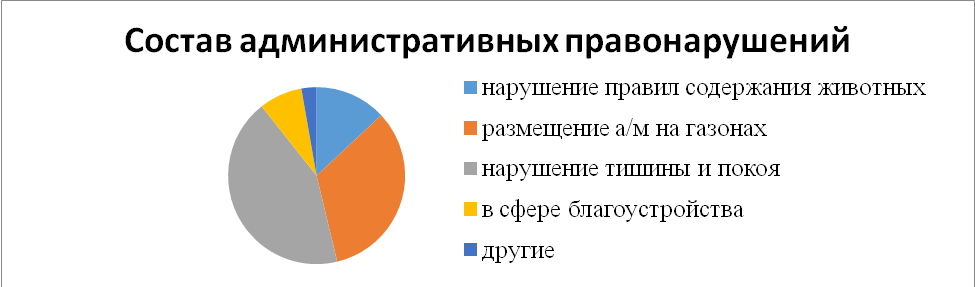 Состав административных правонарушений
нарушение правил содержания животных
размещение а/м на газонах
нарушение тишины и покоя
в сфере благоустройства
другие